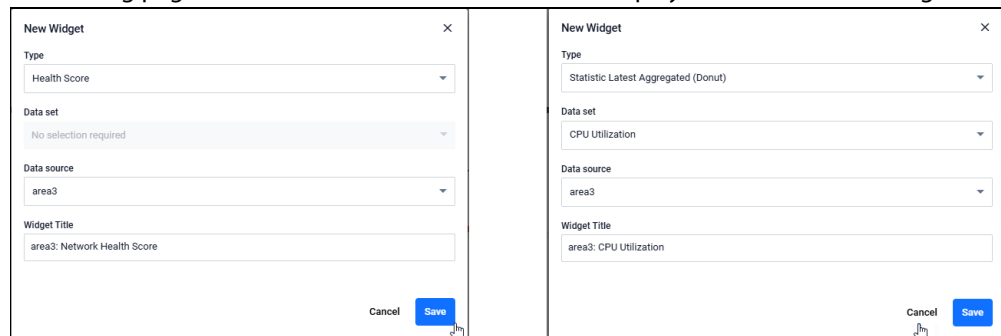 New Widget
Type
Health Score
Data set
No selection required
Data source
area3
Widget Title
area3: Network Health Score
Cancel Save
New Widget
Type
Statistic Latest Aggregated (Donut)
Data set
CPU Utilization
Data source
area3
Widget Title
area3: CPU Utilization
Cancel Save